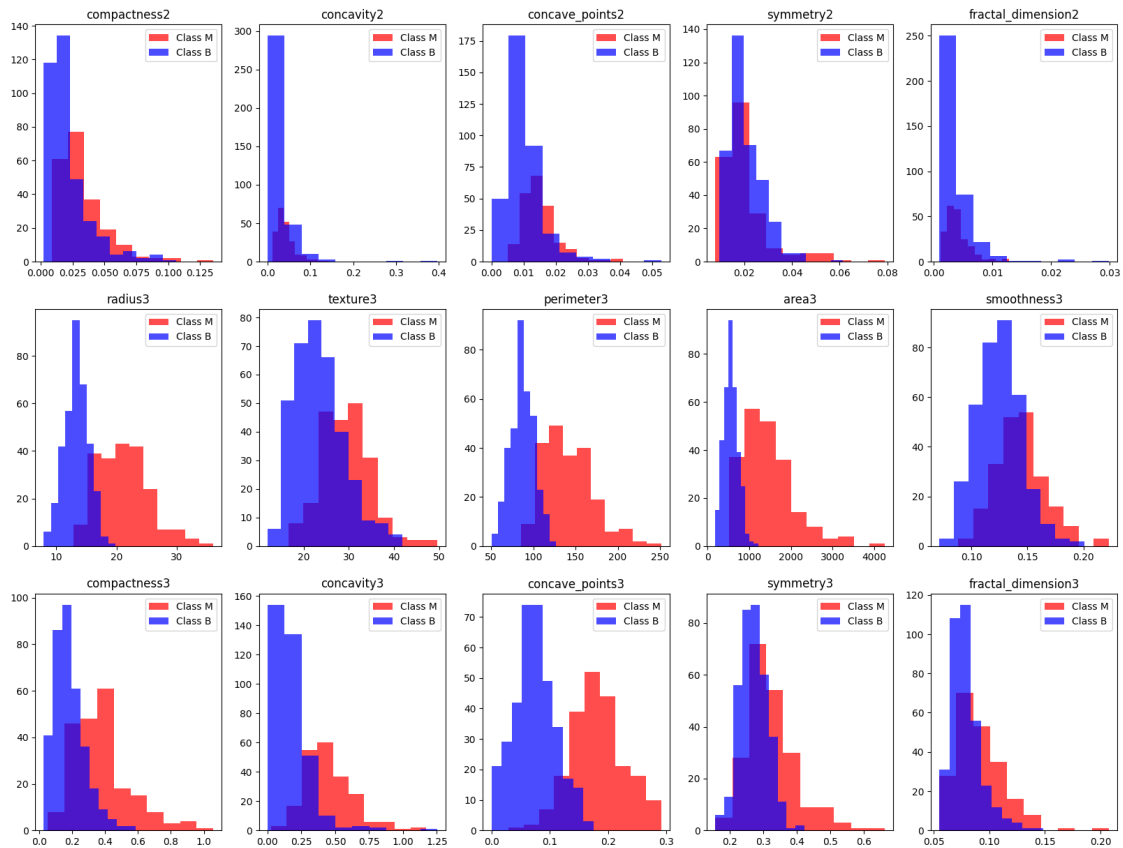 compactness2
140
120
100
80
60
40
20
0
0.000 0.025 0.050 0.075 0.100 0.125
Class M
Class B
concavity2
300
250
200
150
100
50
0
0.0 0.1 0.2 0.3 0.4
Class M
Class B
concave_points2
175
150
125
100
75
50
25
0
0.00 0.01 0.02 0.03 0.04 0.05
Class M
Class B
symmetry2
140
120
100
80
60
40
20
0
0.02 0.04 0.06 0.08
Class M
Class B
fractal_dimension2
250
200
150
100
50
0
0.00 0.01 0.02 0.03
Class M
Class B
radius3
80
60
40
20
0
10 20 30
Class M
Class B
texture3
80
70
60
50
40
30
20
10
0
20 30 40 50
Class M
Class B
perimeter3
80
60
40
20
0
50 100 150 200 250
Class M
Class B
area3
80
60
40
20
0
0 1000 2000 3000 4000
Class M
Class B
smoothness3
80
60
40
20
0
0.10 0.15 0.20
Class M
Class B
compactness3
100
80
60
40
20
0
0.0 0.2 0.4 0.6 0.8 1.0
Class M
Class B
concavity3
160
140
120
100
80
60
40
20
0
0.00 0.25 0.50 0.75 1.00 1.25
Class M
Class B
concave_points3
70
60
50
40
30
20
10
0
0.0 0.1 0.2 0.3
Class M
Class B
symmetry3
80
60
40
20
0
0.2 0.3 0.4 0.5 0.6
Class M
Class B
fractal_dimension3
120
100
80
60
40
20
0
0.05 0.10 0.15 0.20
Class M
Class B